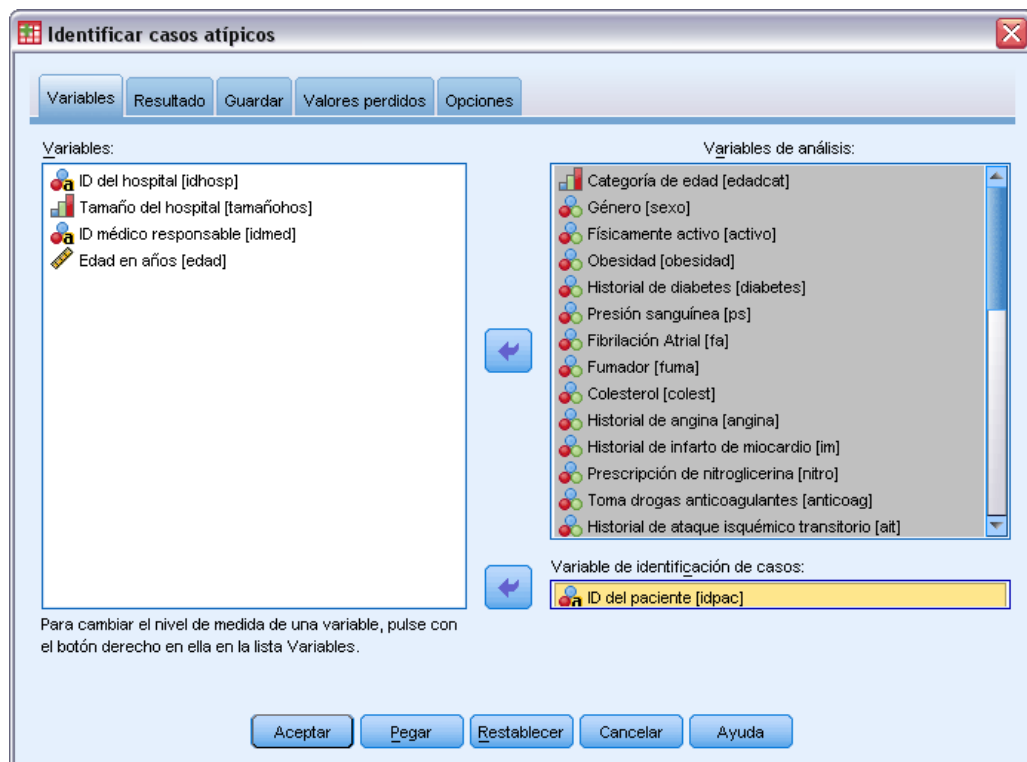 Identificar casos atípicos
Variables
Resultado
Guardar
Valores perdidos
Opciones
Variables:
ID del hospital [idhosp]
Tamaño del hospital [tamañohos]
ID médico responsable [idmed]
Edad en años [edad]
Para cambiar el nivel de medida de una variable, pulse con
el botón derecho en ella en la lista Variables.
Variables de análisis:
Categoría de edad [edadcat]
Género [sexo]
Físicamente activo [activo]
Obesidad [obesidad]
Historial de diabetes [diabetes]
Presión sanguínea [ps]
Fibrilación Atrial [fa]
Fumador [fuma]
Colesterol [colest]
Historial de angina [angina]
Historial de infarto de miocardio [im]
Prescripción de nitroglicerina [nitro]
Toma drogas anticoagulantes [anticoag]
Historial de ataque isquémico transitorio [ait]
Variable de identificación de casos:
ID del paciente [idpac]
Aceptar
Pegar
Restablecer
Cancelar
Ayuda